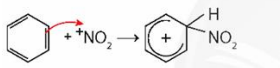 H
+ ⁺NO₂ → + NO₂